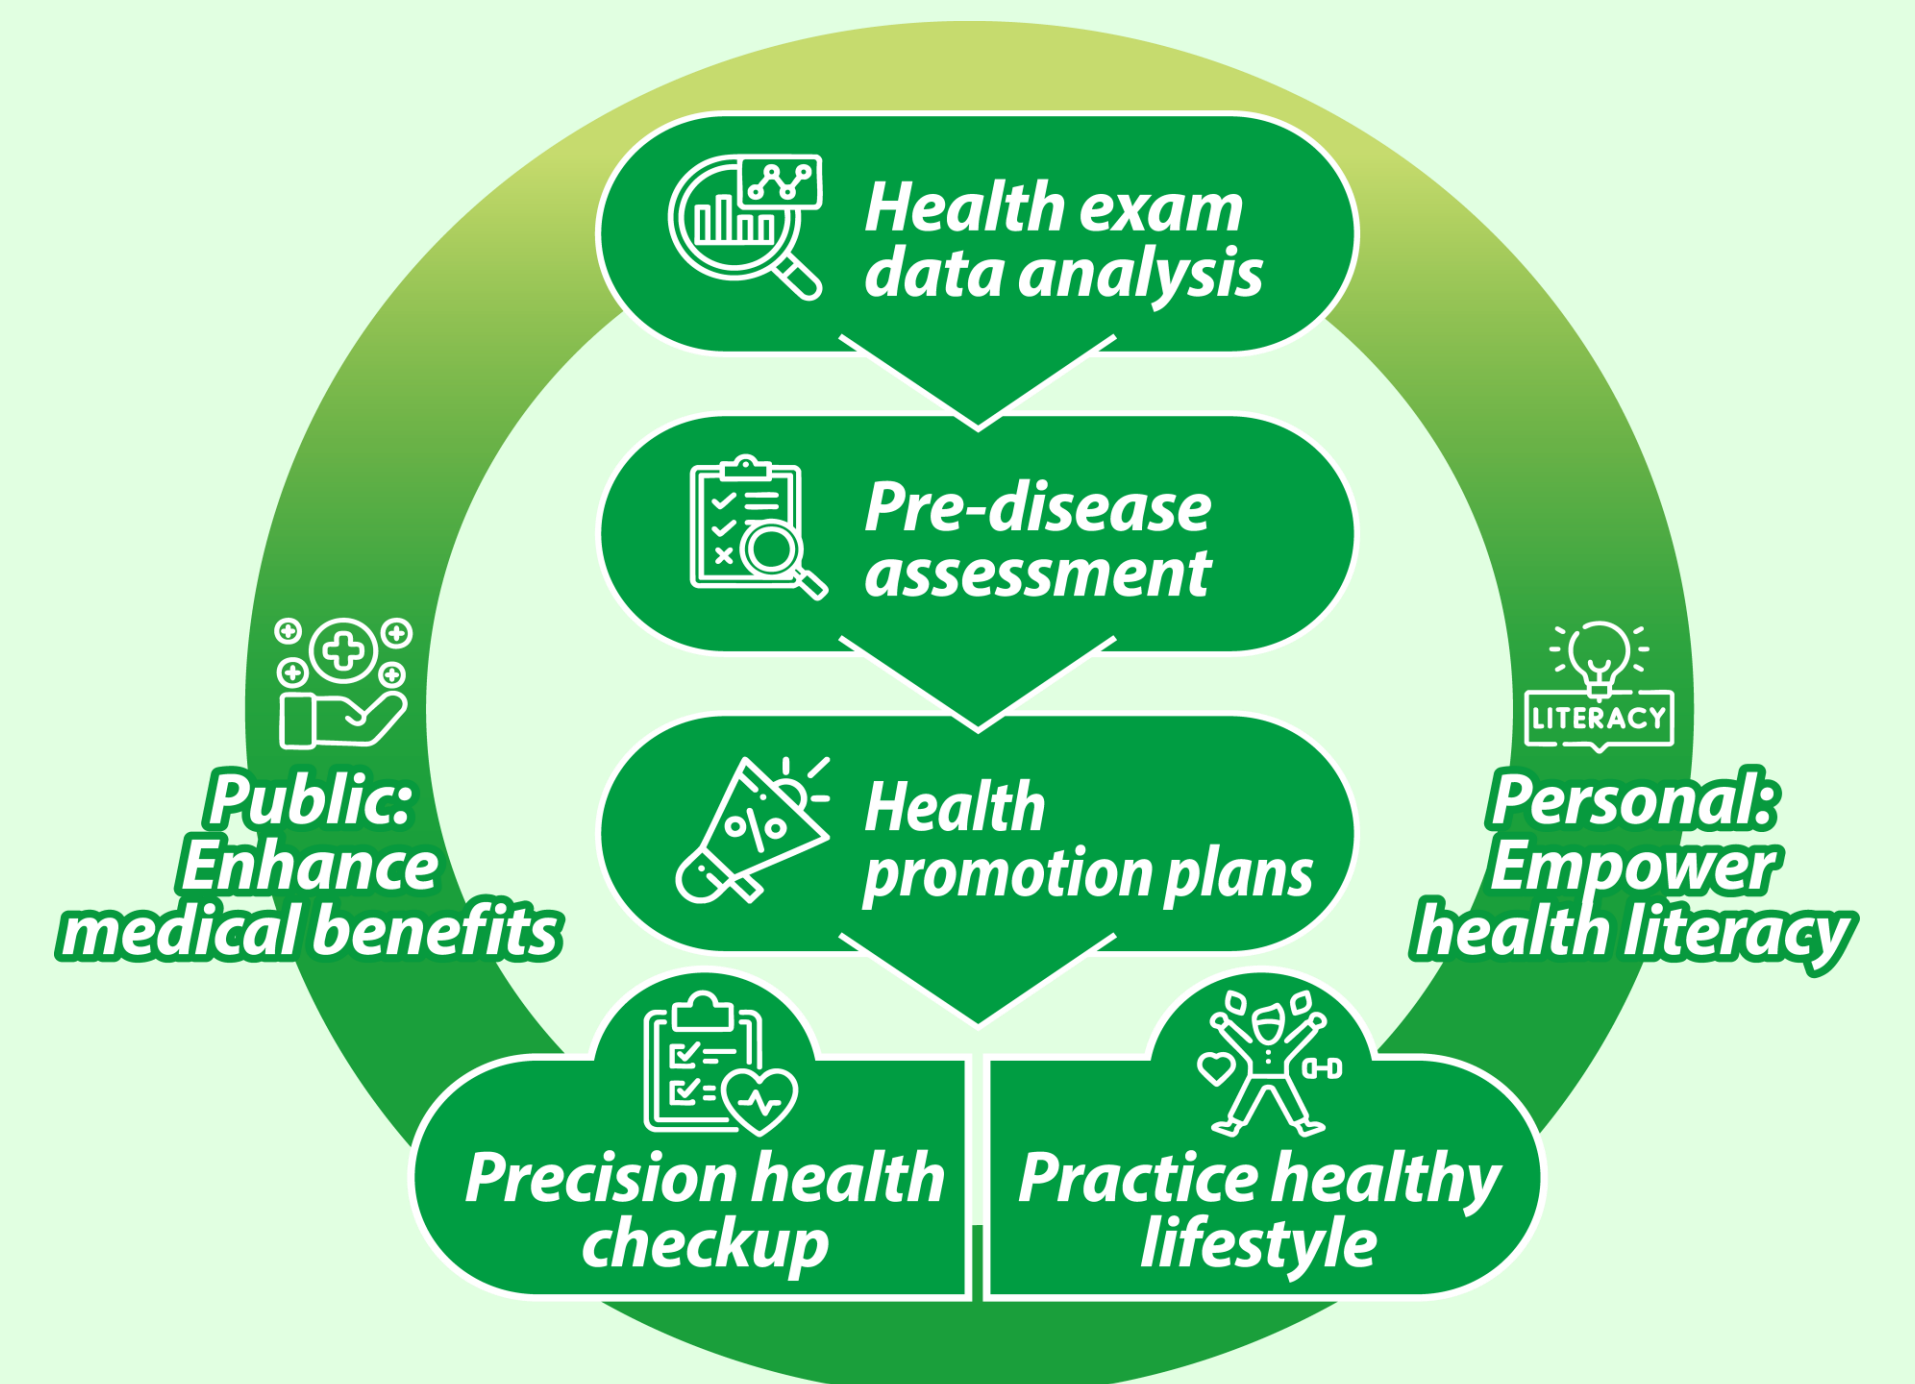 Health exam
data analysis
Pre-disease
assessment
Health
promotion plans
Public:
Enhance
medical benefits
LITERACY
Personal:
Empower
health literacy
Precision health
checkup
Practice healthy
lifestyle